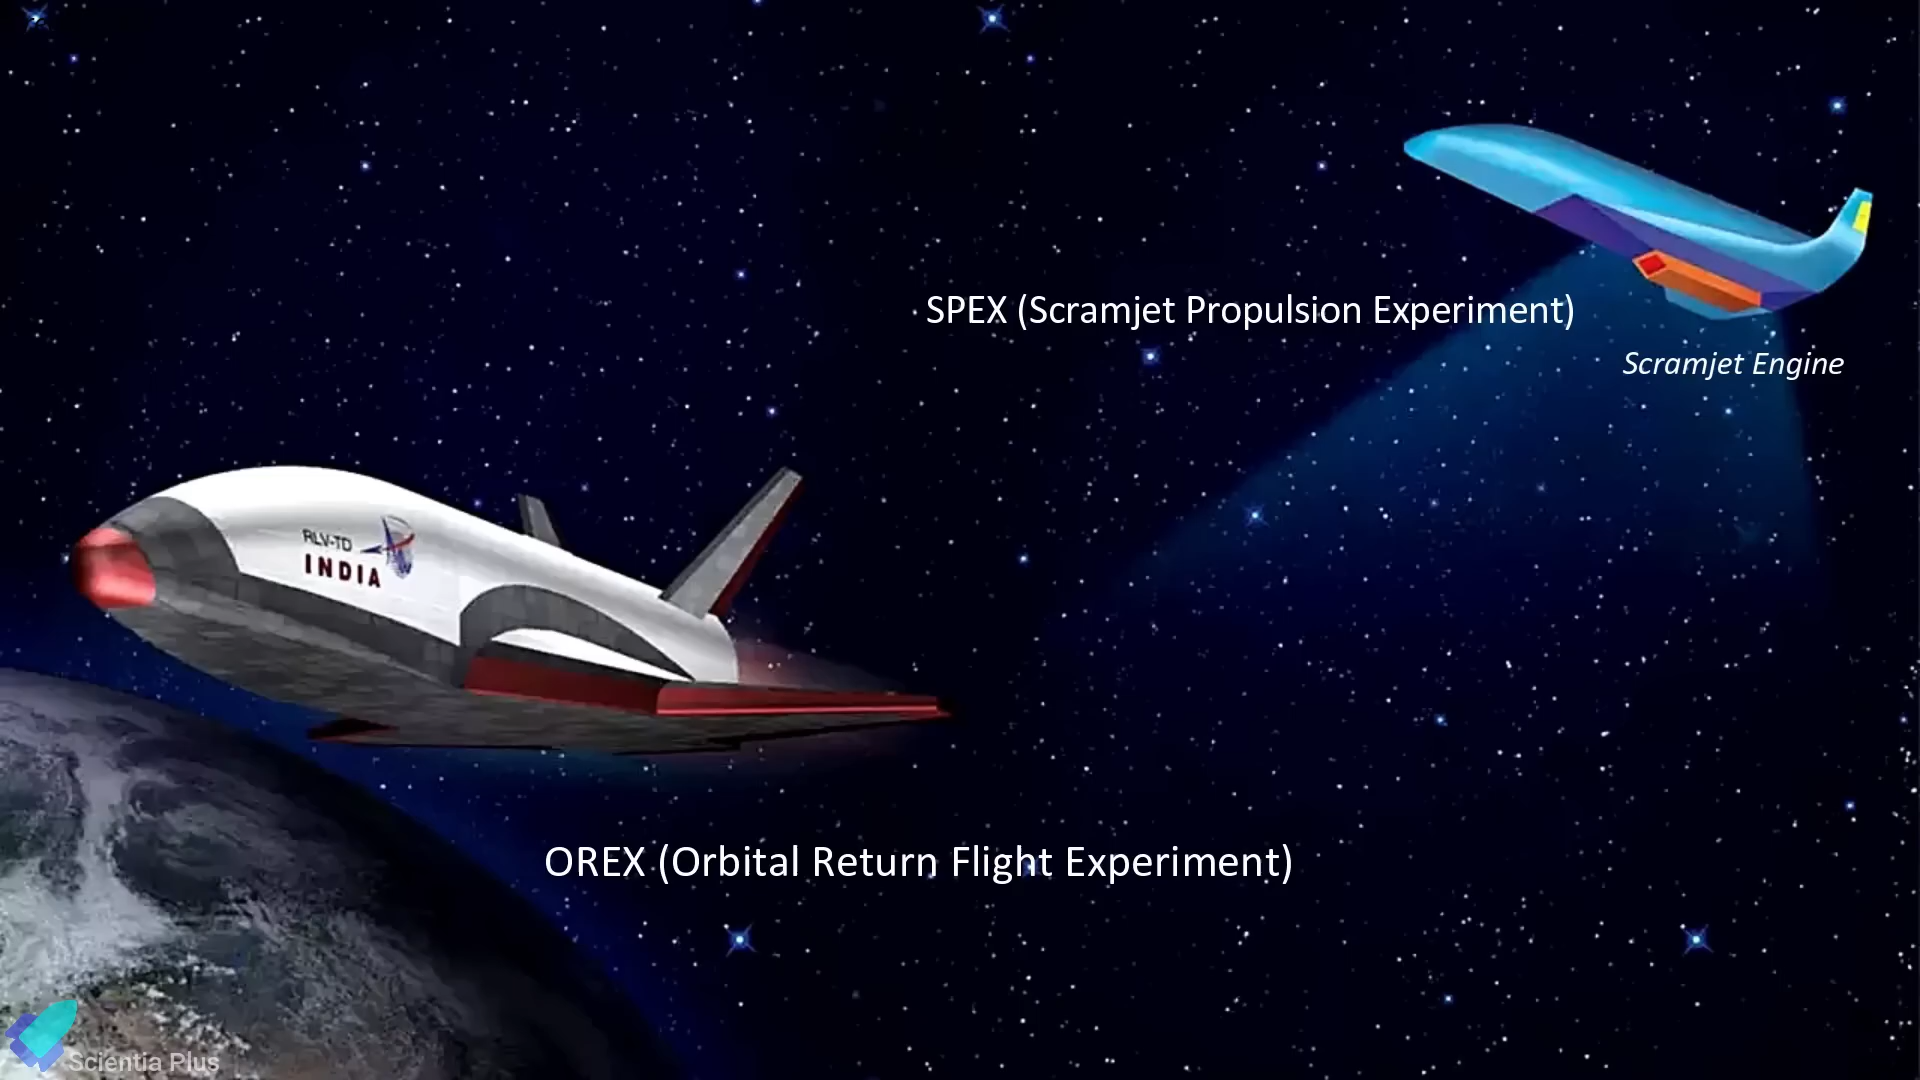 SPEX (Scramjet Propulsion Experiment)
Scramjet Engine
RLV-TD
INDIA
OREX (Orbital Return Flight Experiment)
Scientia Plus